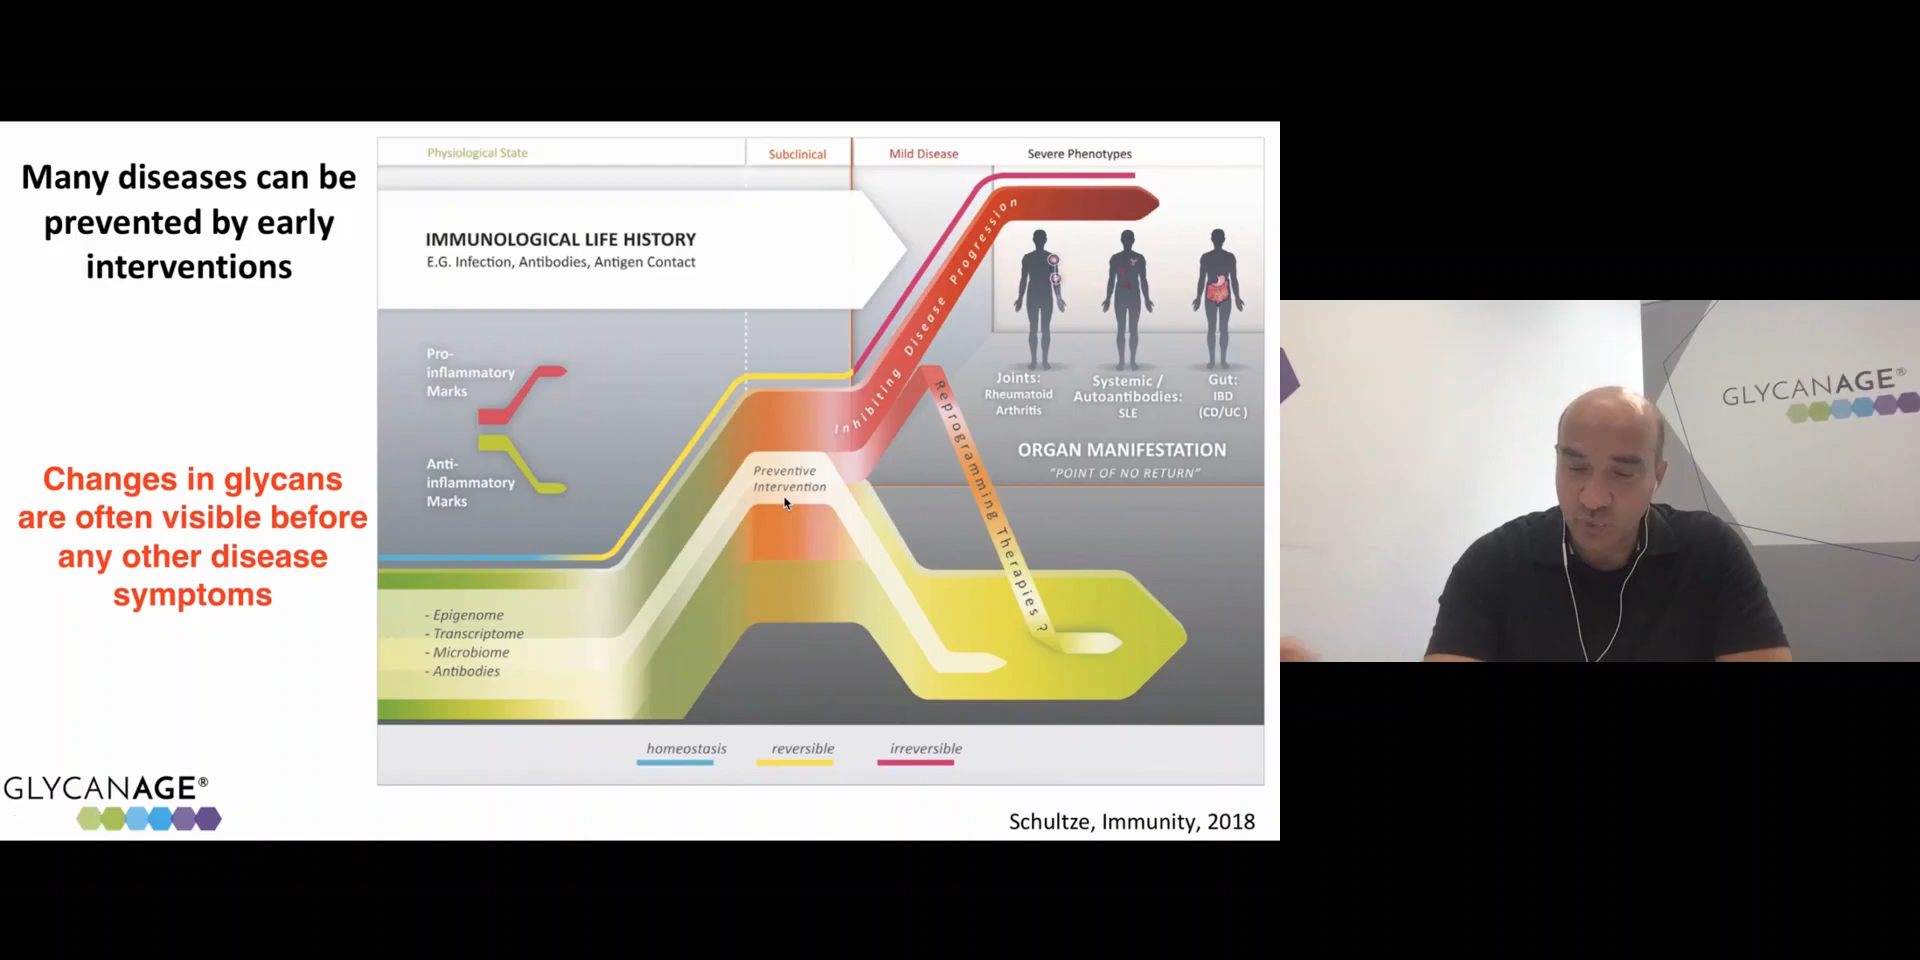 Many diseases can be
prevented by early
interventions
Changes in glycans
are often visible before
any other disease
symptoms
GLYCANAGE®
Physiological State
Subclinical
Mild Disease
Severe Phenotypes
IMMUNOLOGICAL LIFE HISTORY
E.G. Infection, Antibodies, Antigen Contact
Pro-
inflammatory
Marks
Anti-
inflammatory
Marks
- Epigenome
- Transcriptome
- Microbiome
- Antibodies
Preventive
Intervention
Inhibiting Disease Progression
Reprogramming Therapies ?
Joints:
Rheumatoid
Arthritis
Systemic /
Autoantibodies:
SLE
Gut:
IBD
(CD/UC )
ORGAN MANIFESTATION
“POINT OF NO RETURN”
homeostasis
reversible
irreversible
Schultze, Immunity, 2018
GLYCANAGE®